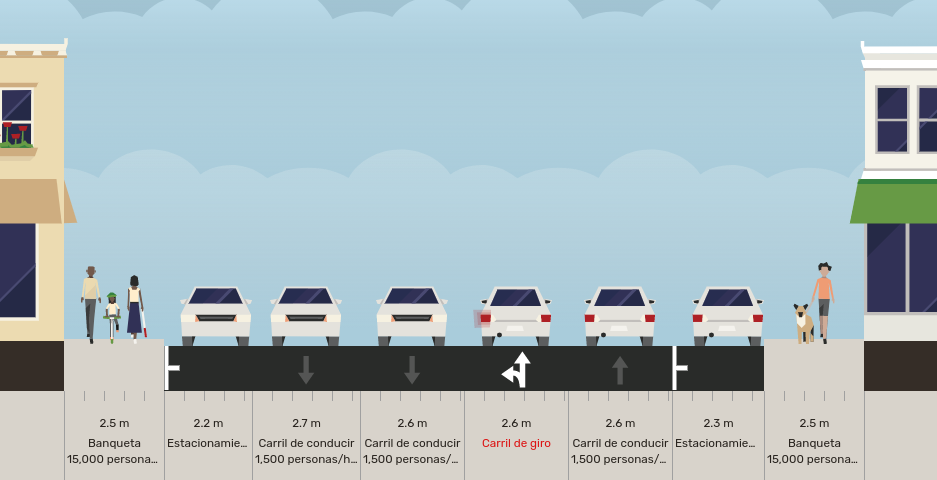 2.5 m
Banqueta
15,000 persona...
2.2 m
Estacionamie...
2.7 m
Carril de conducir
1,500 personas/h...
2.6 m
Carril de conducir
1,500 personas/...
2.6 m
Carril de giro
2.6 m
Carril de conducir
1,500 personas/...
2.3 m
Estacionamie...
2.5 m
Banqueta
15,000 persona...